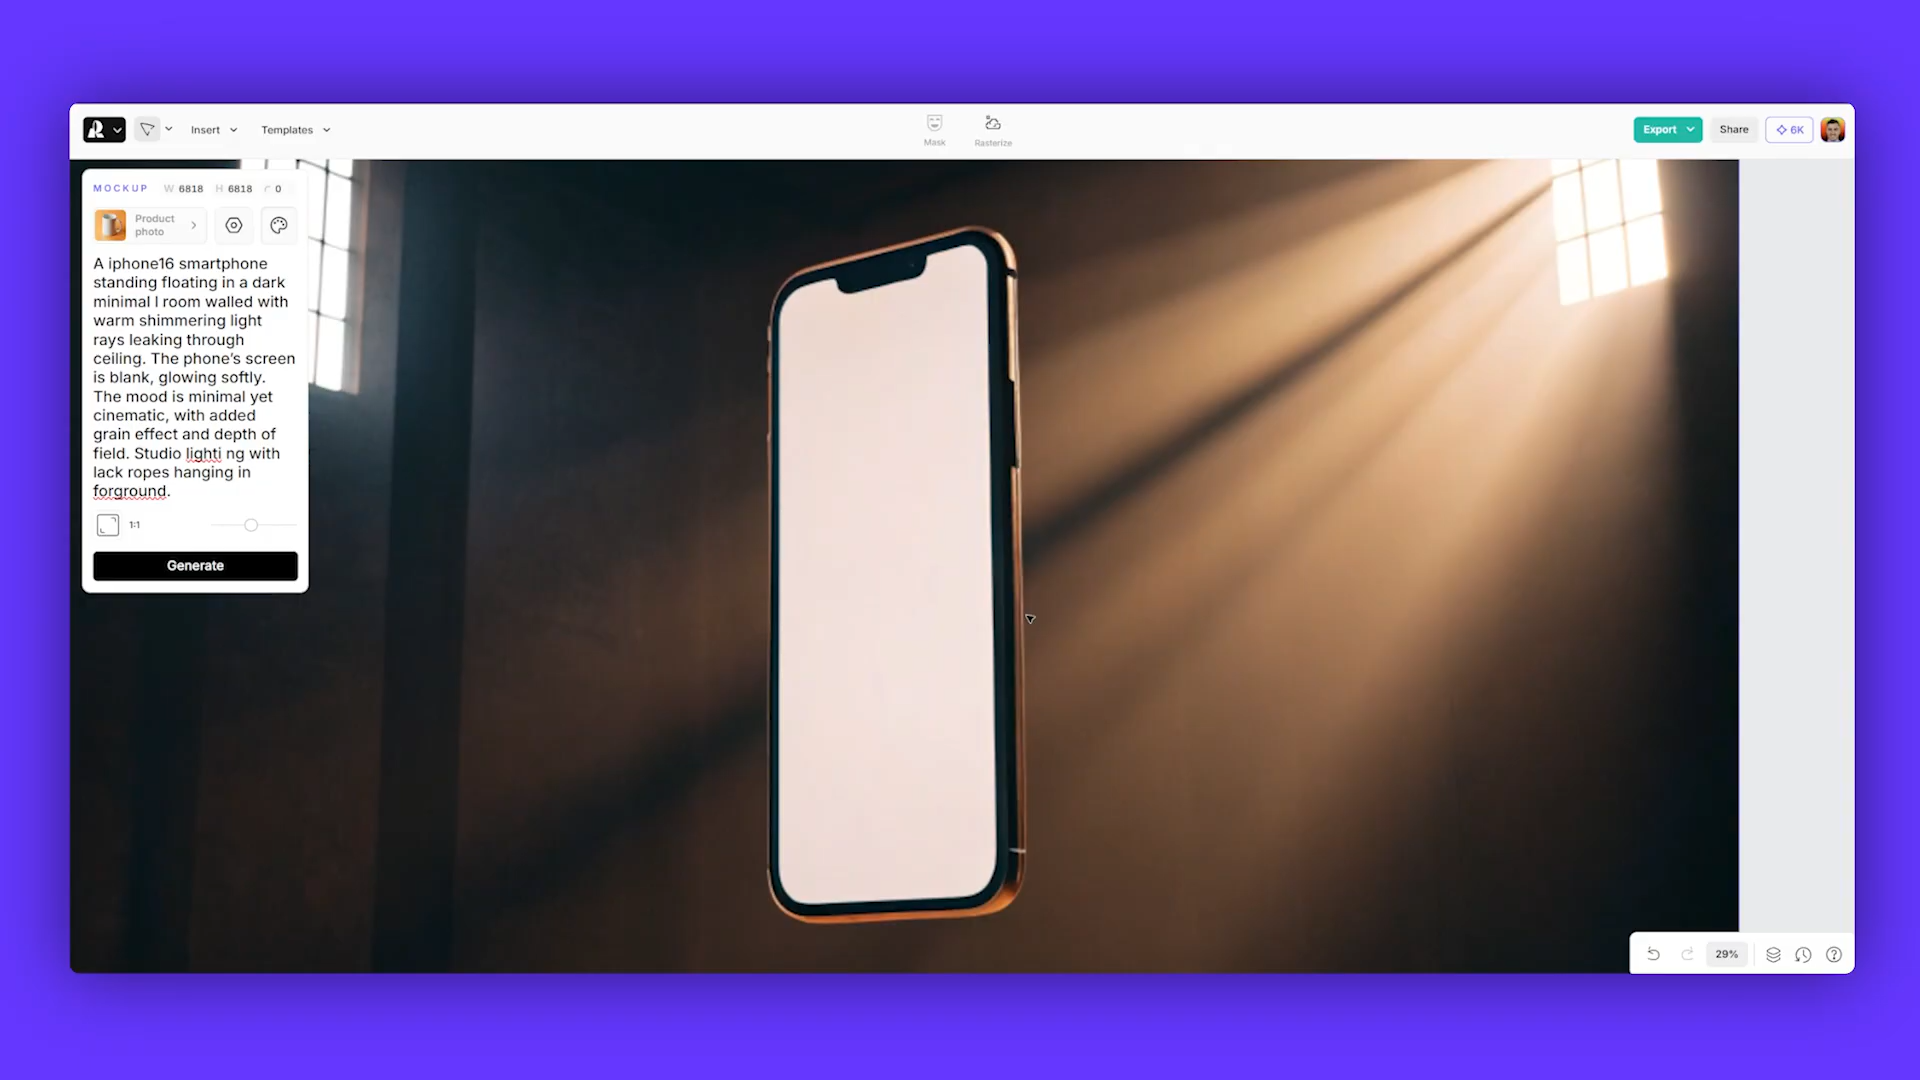 Insert
Templates
Mask
Rasterize
Export
Share
6K
MOCKUP W 6818 H 6818 0
Product
photo
A iphone16 smartphone
standing floating in a dark
minimal l room walled with
warm shimmering light
rays leaking through
ceiling. The phone’s screen
is blank, glowing softly.
The mood is minimal yet
cinematic, with added
grain effect and depth of
field. Studio lighti ng with
lack ropes hanging in
forground.
1:1
Generate
29%